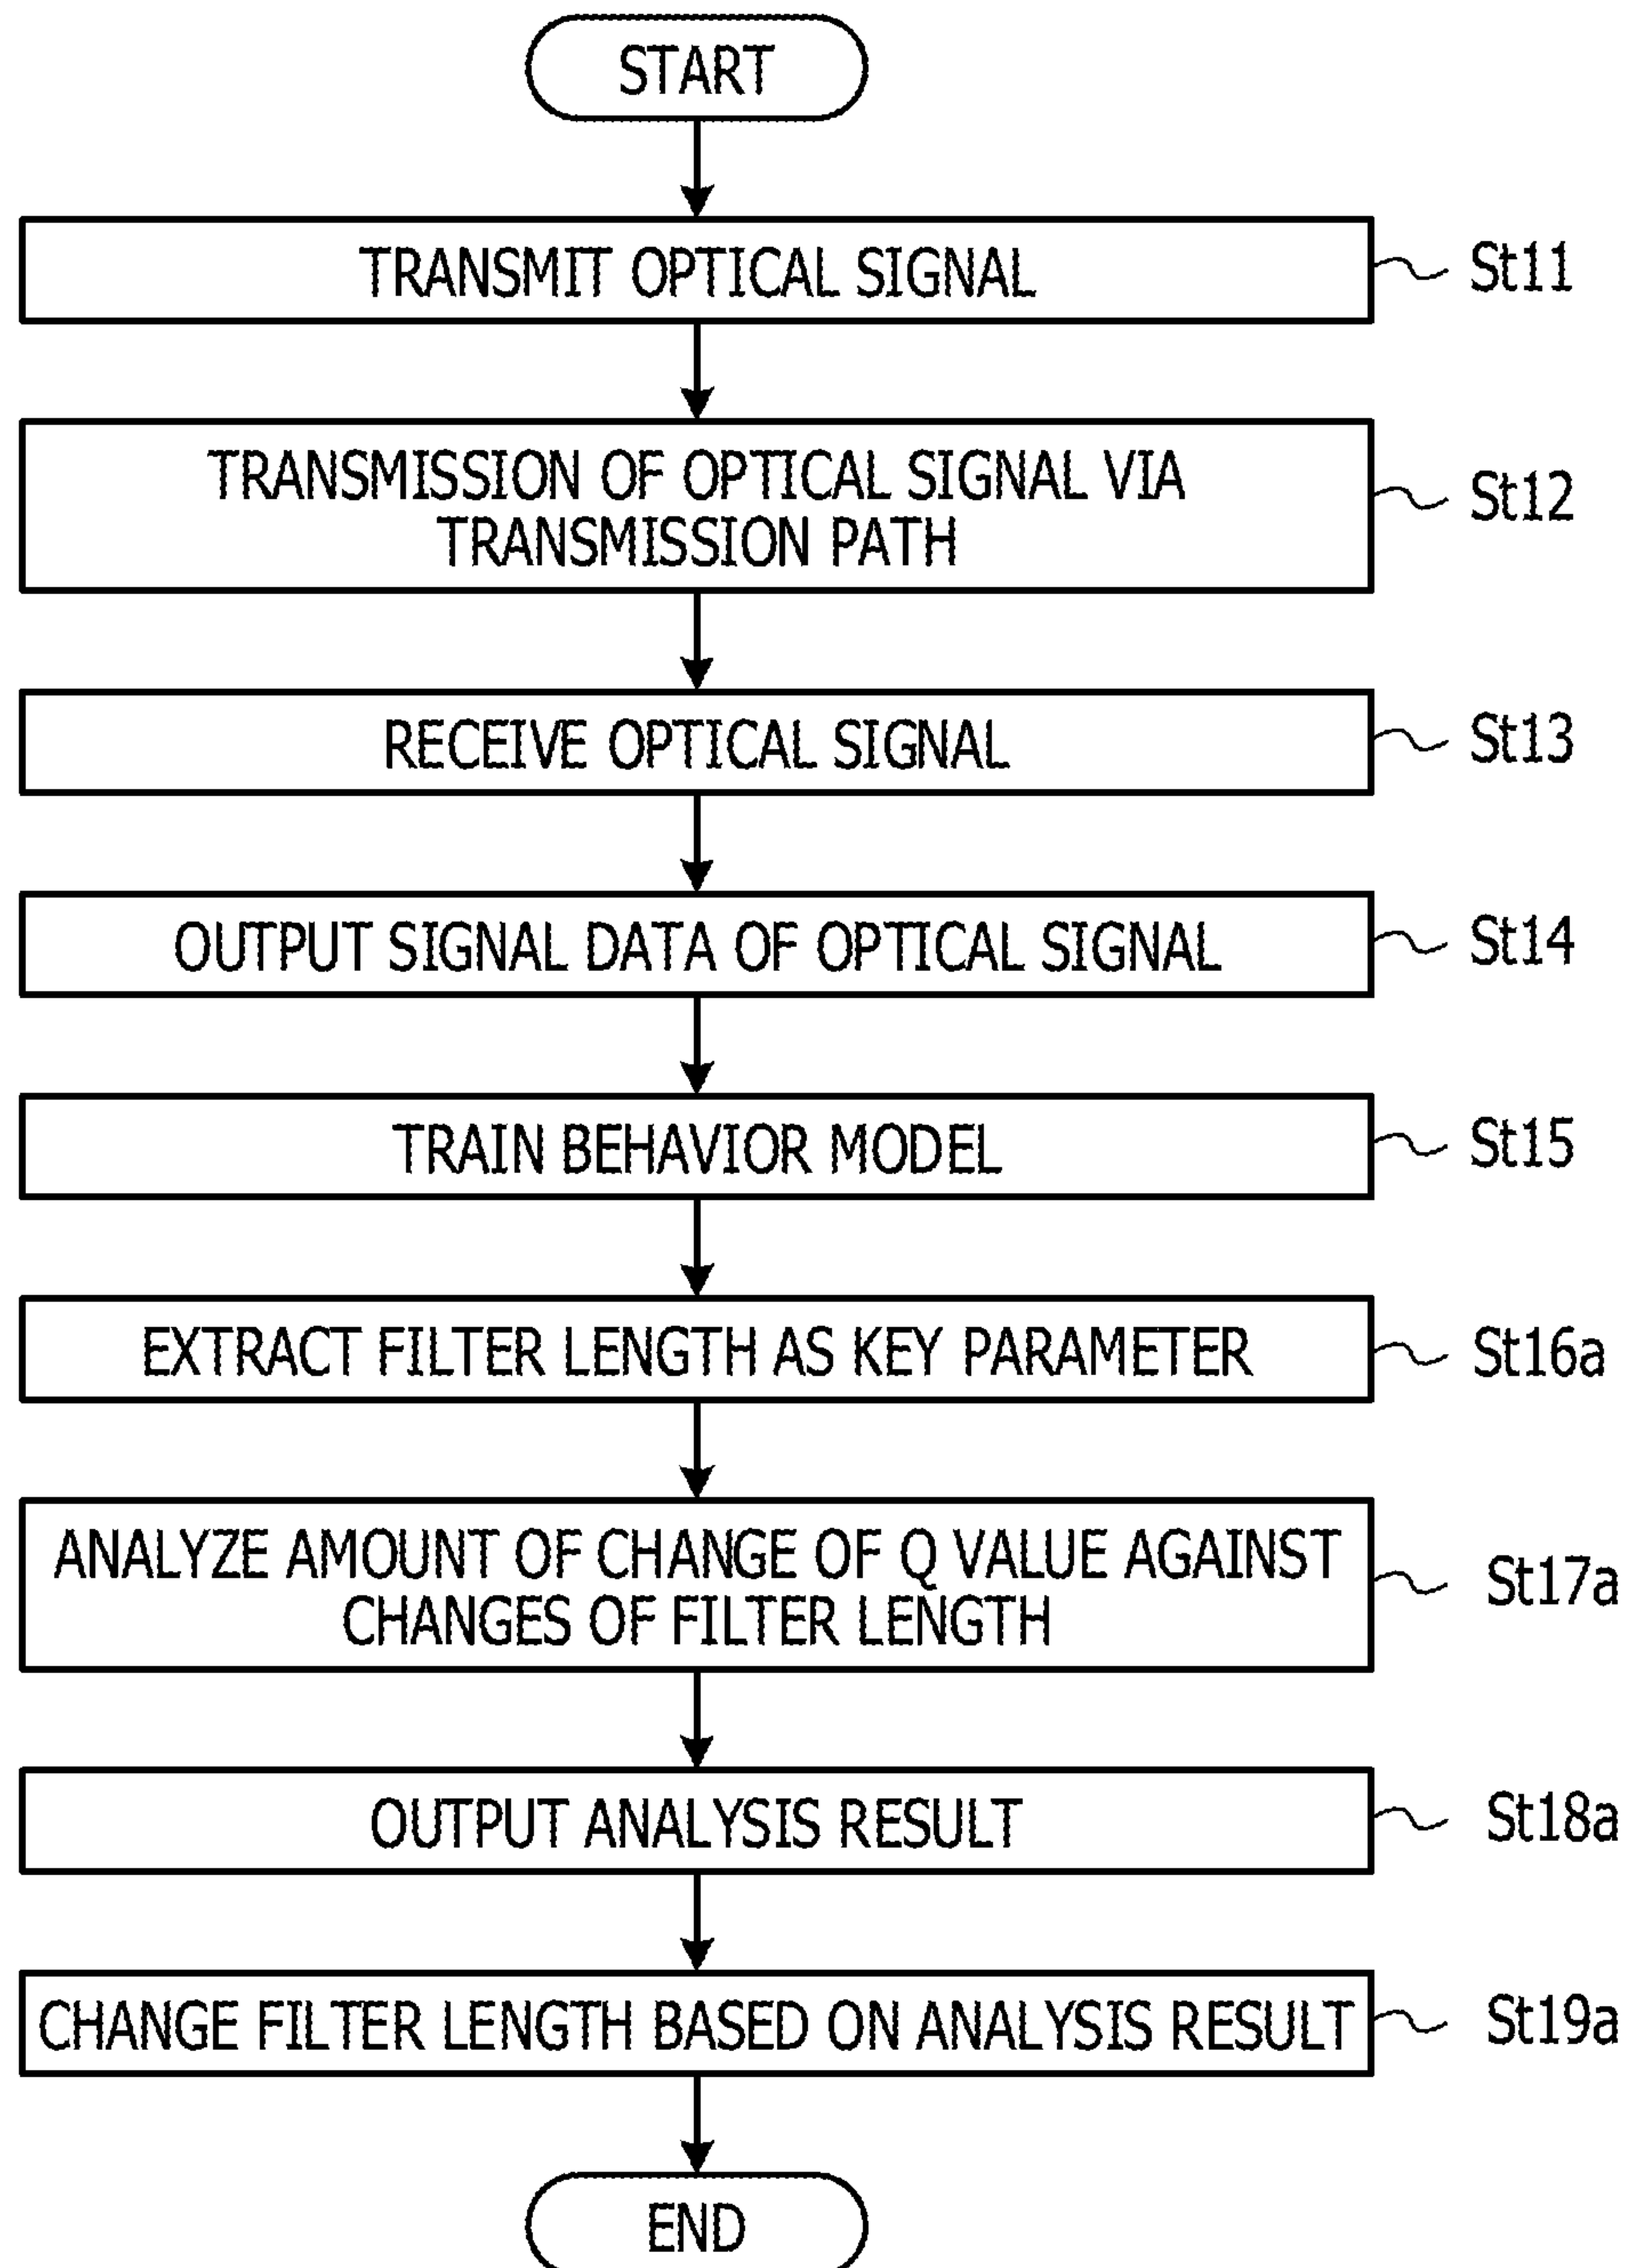 START
TRANSMIT OPTICAL SIGNAL
St11
TRANSMISSION OF OPTICAL SIGNAL VIA
TRANSMISSION PATH
St12
RECEIVE OPTICAL SIGNAL
St13
OUTPUT SIGNAL DATA OF OPTICAL SIGNAL
St14
TRAIN BEHAVIOR MODEL
St15
EXTRACT FILTER LENGTH AS KEY PARAMETER
St16a
ANALYZE AMOUNT OF CHANGE OF Q VALUE AGAINST
CHANGES OF FILTER LENGTH
St17a
OUTPUT ANALYSIS RESULT
St18a
CHANGE FILTER LENGTH BASED ON ANALYSIS RESULT
St19a
END